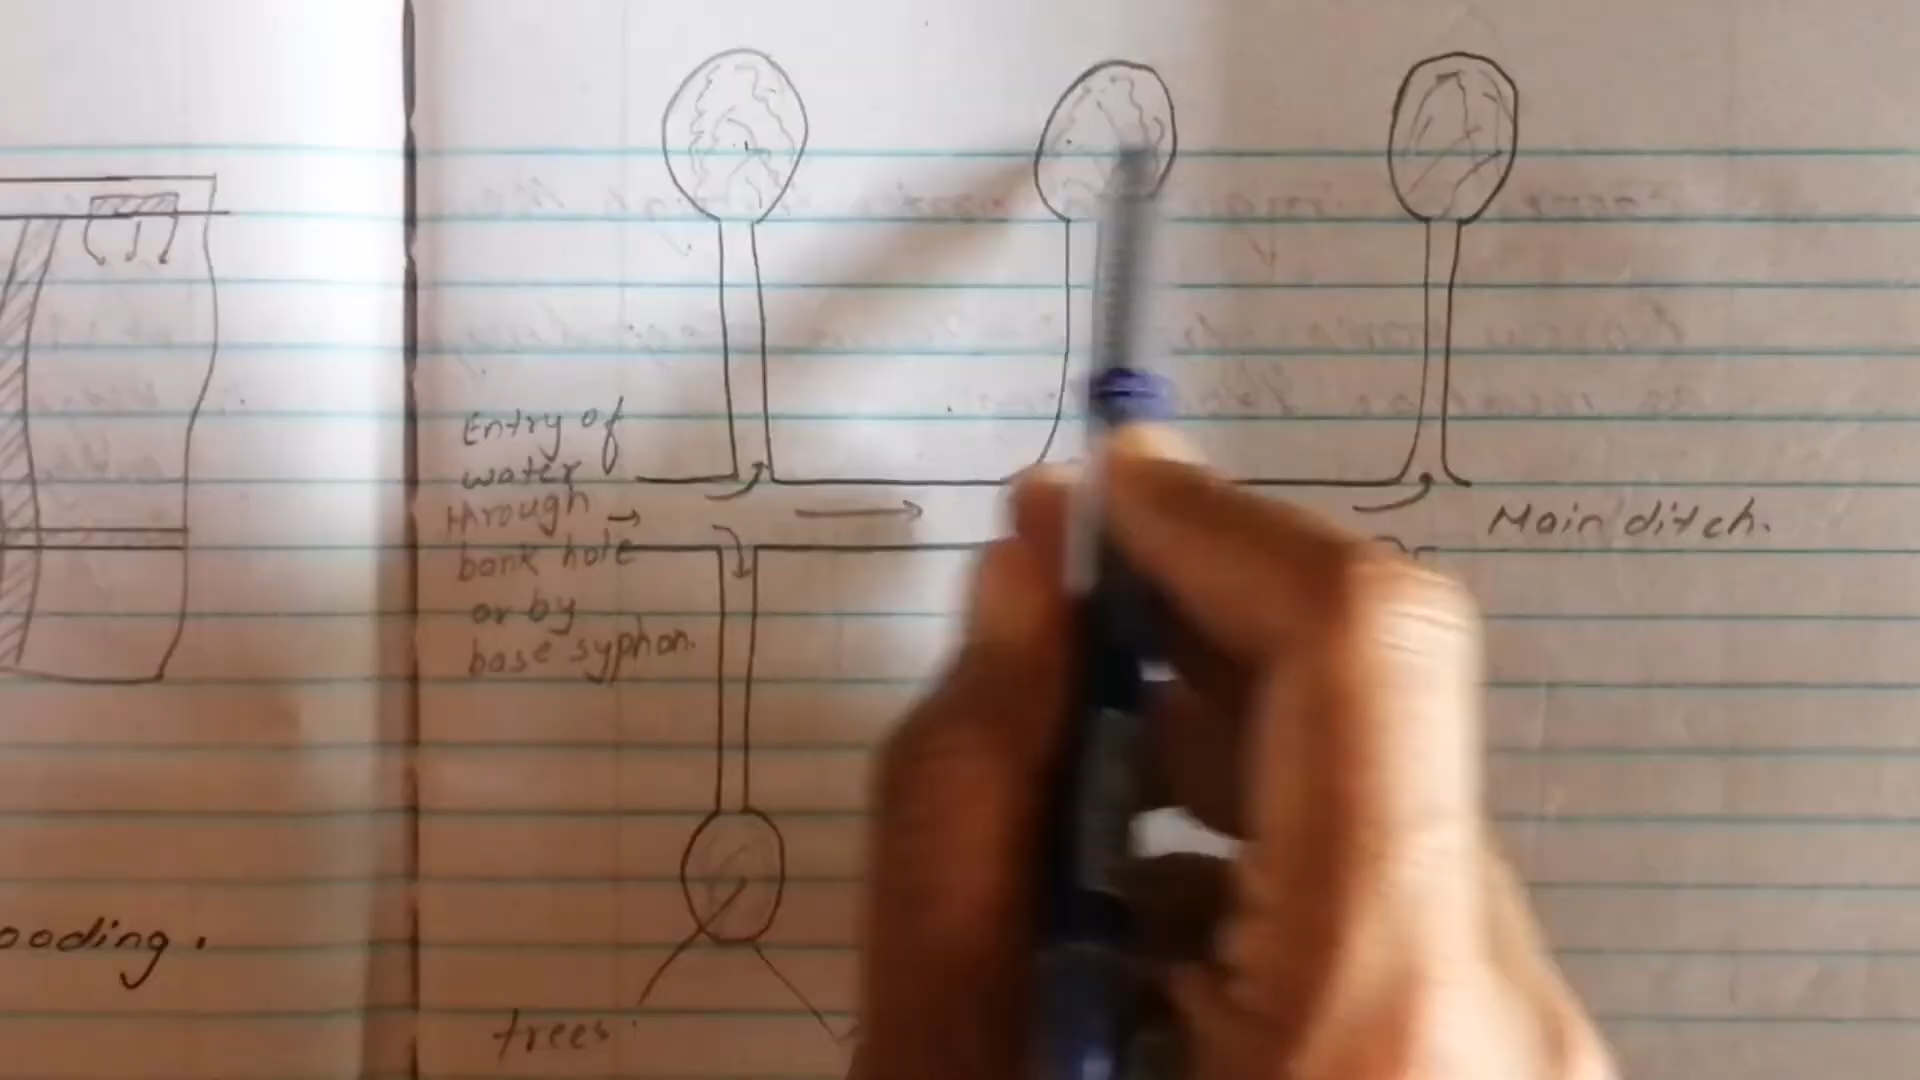 Entry of
water
through
bank hole
or by
base syphon.
Main ditch.
ooding.
trees.